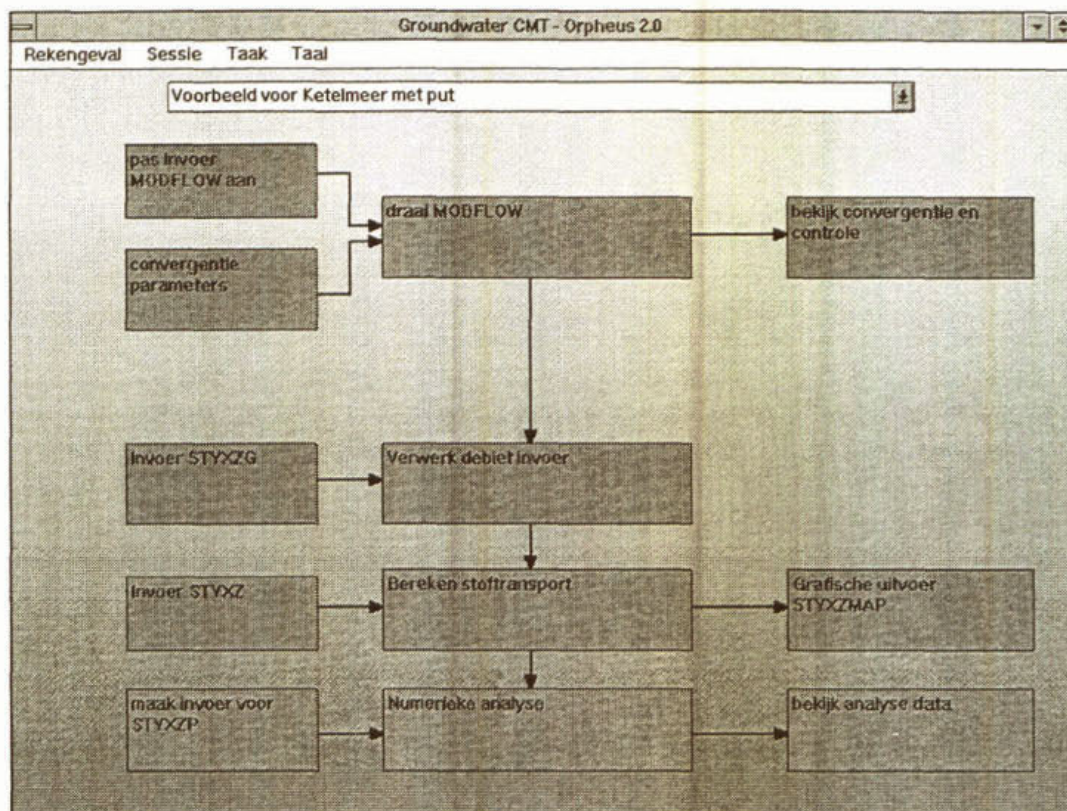 Groundwater CMT - Orpheus 2.0
Rekengeval Sessie Taak Taal
Voorbeeld voor Ketelmeer met put
pas invoer
MODFLOW aan
draai MODFLOW
bekijk convergentie en
controle
convergentie
parameters
Invoer STYXZG
Verwerk debiet invoer
Invoer STYXZ
Bereken stoftransport
Grafische uitvoer
STYXZMAP
maak invoer voor
STYXZP
Numerieke analyse
bekijk analyse data